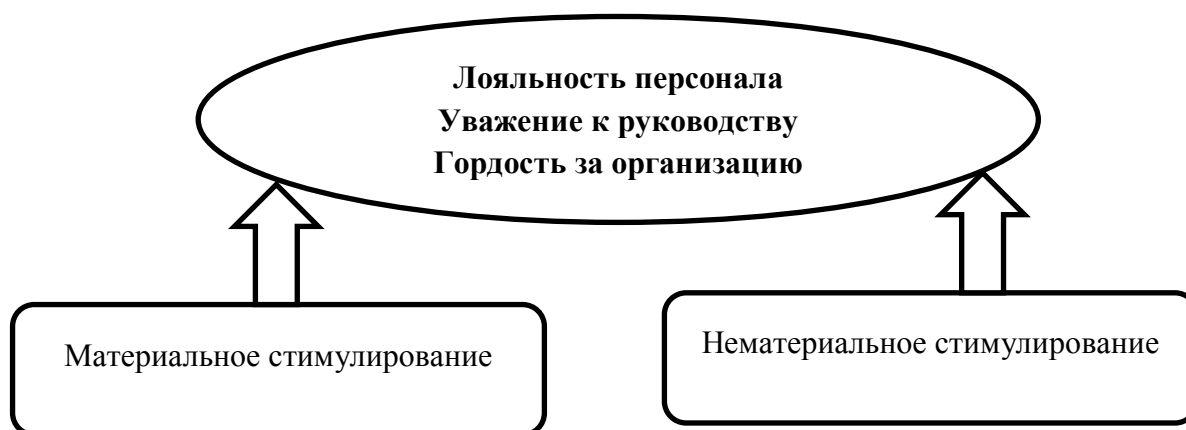 Лояльность персонала
Уважение к руководству
Гордость за организацию
Материальное стимулирование
Нематериальное стимулирование